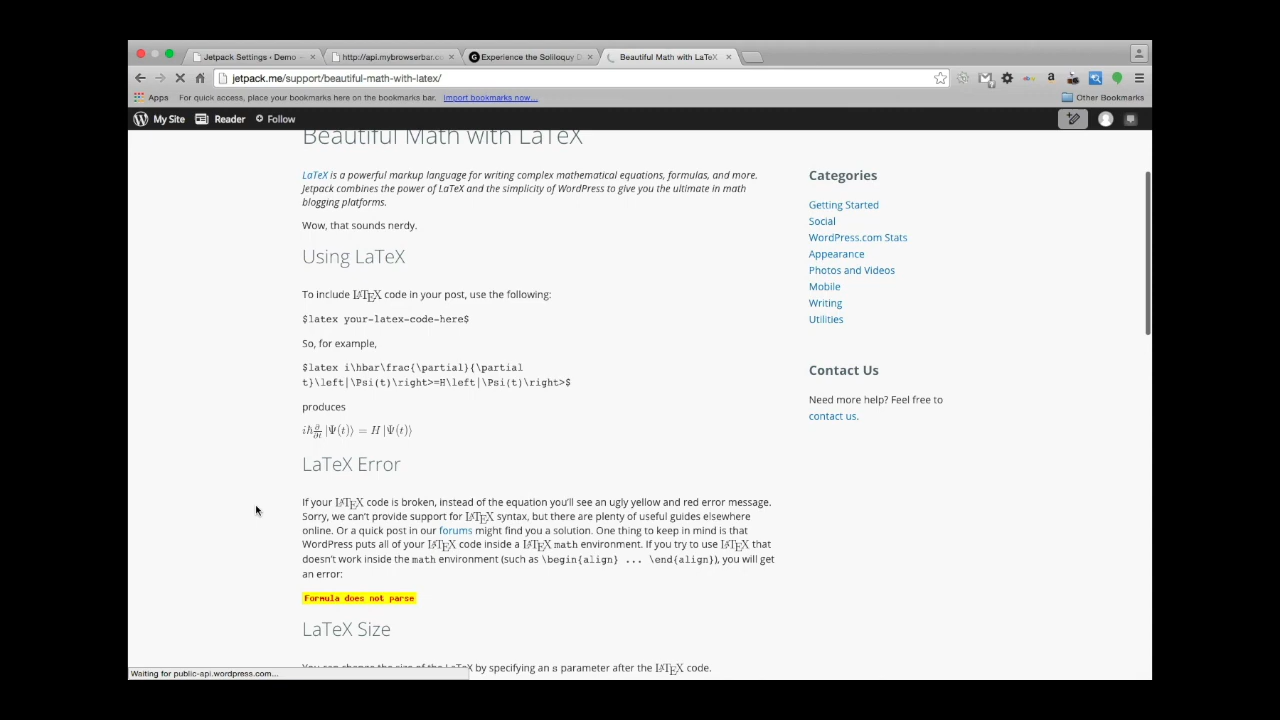 Jetpack Settings ‹ Demo
http://api.mybrowserbar.co
Experience the Soliloquy D
Beautiful Math with LaTeX
jetpack.me/support/beautiful-math-with-latex/
Apps For quick access, place your bookmarks here on the bookmarks bar. Import bookmarks now... Other Bookmarks
My Site Reader Follow
Beautiful Math with LaTeX
LaTeX is a powerful markup language for writing complex mathematical equations, formulas, and more.
Jetpack combines the power of LaTeX and the simplicity of WordPress to give you the ultimate in math
blogging platforms.
Wow, that sounds nerdy.
Using LaTeX
To include LATEX code in your post, use the following:
$latex your-latex-code-here$
So, for example,
$latex i\hbar\frac{\partial}{\partial
t}\left|\Psi(t)\right>=H\left|\Psi(t)\right>$
produces
iℏ∂/∂t |Ψ(t)⟩ = H |Ψ(t)⟩
LaTeX Error
If your LATEX code is broken, instead of the equation you'll see an ugly yellow and red error message.
Sorry, we can't provide support for LATEX syntax, but there are plenty of useful guides elsewhere
online. Or a quick post in our forums might find you a solution. One thing to keep in mind is that
WordPress puts all of your LATEX code inside a LATEX math environment. If you try to use LATEX that
doesn't work inside the math environment (such as \begin{align} ... \end{align}), you will get
an error:
Formula does not parse
LaTeX Size
You can change the size of the LaTeX by specifying an s parameter after the LATEX code.
Categories
Getting Started
Social
WordPress.com Stats
Appearance
Photos and Videos
Mobile
Writing
Utilities
Contact Us
Need more help? Feel free to
contact us.
Waiting for public-api.wordpress.com...